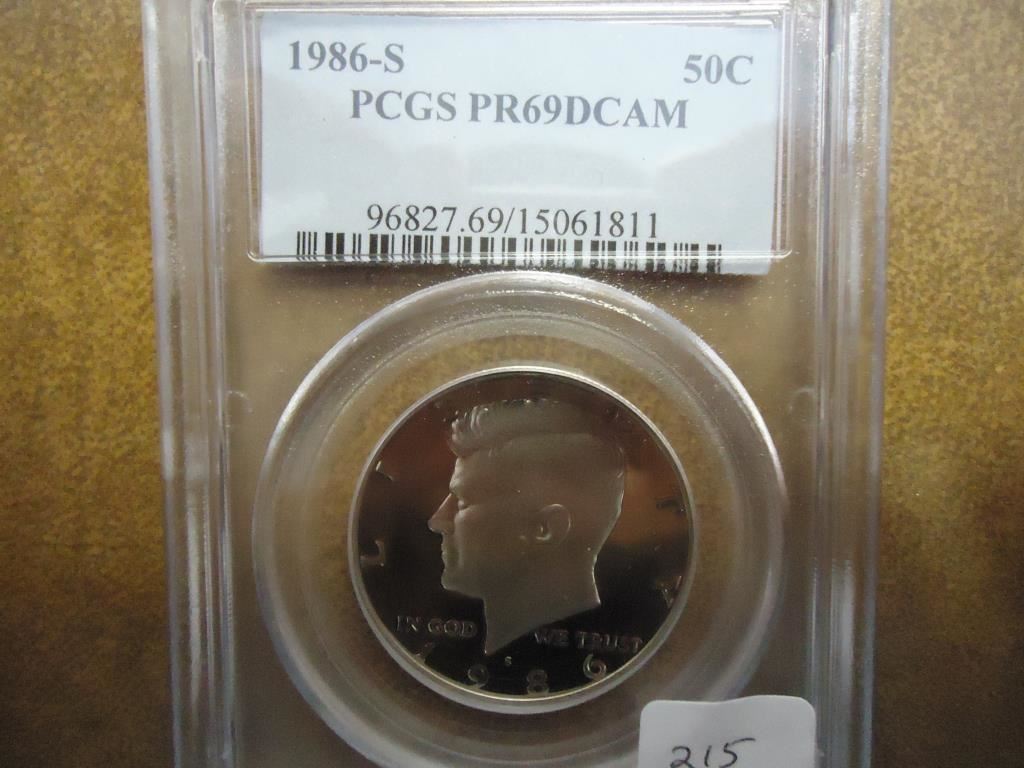 1986-S 50C
PCGS PR69DCAM
96827.69/15061811
IN GOD WE TRUST
S
1986
215